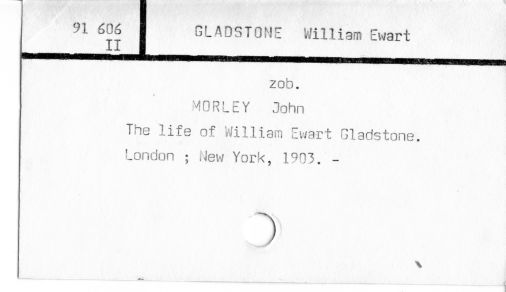 91 606
II
GLADSTONE William Ewart
zob.
MORLEY John
The life of William Ewart Gladstone.
London ; New York, 1903. -